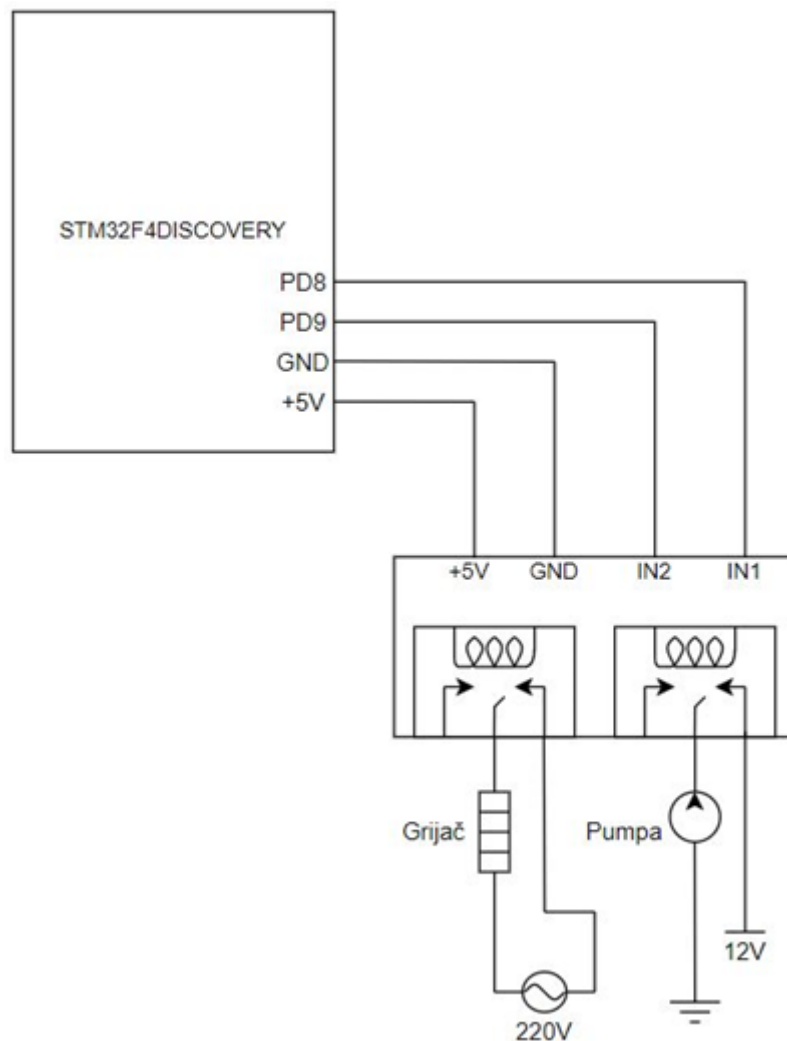 STM32F4DISCOVERY
PD8
PD9
GND
+5V
+5V GND IN2 IN1
Grijač
Pumpa
12V
220V